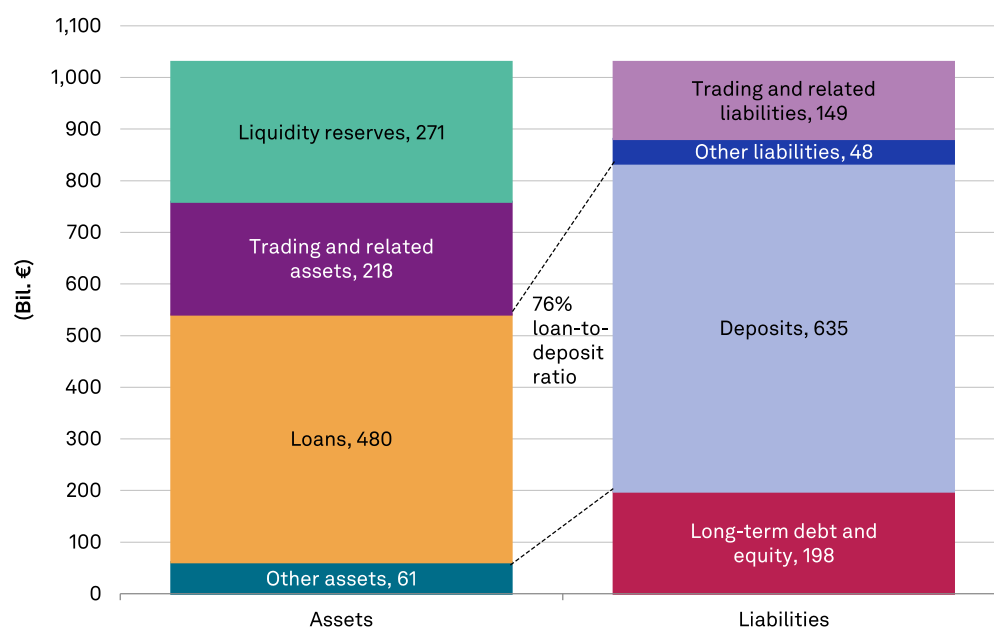 (Bil. €)
1,100
1,000
900
800
700
600
500
400
300
200
100
0
Liquidity reserves, 271
Trading and related
assets, 218
Loans, 480
Other assets, 61
76%
loan-to-
deposit
ratio
Trading and related
liabilities, 149
Other liabilities, 48
Deposits, 635
Long-term debt and
equity, 198
Assets
Liabilities